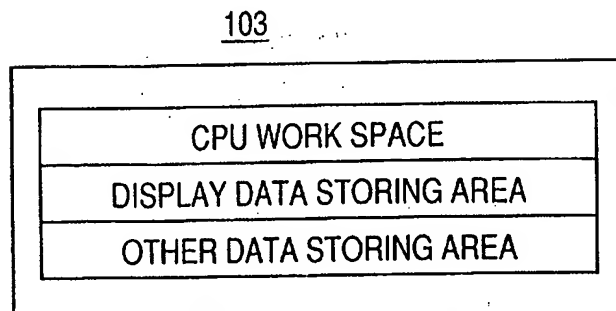 103
CPU WORK SPACE
DISPLAY DATA STORING AREA
OTHER DATA STORING AREA